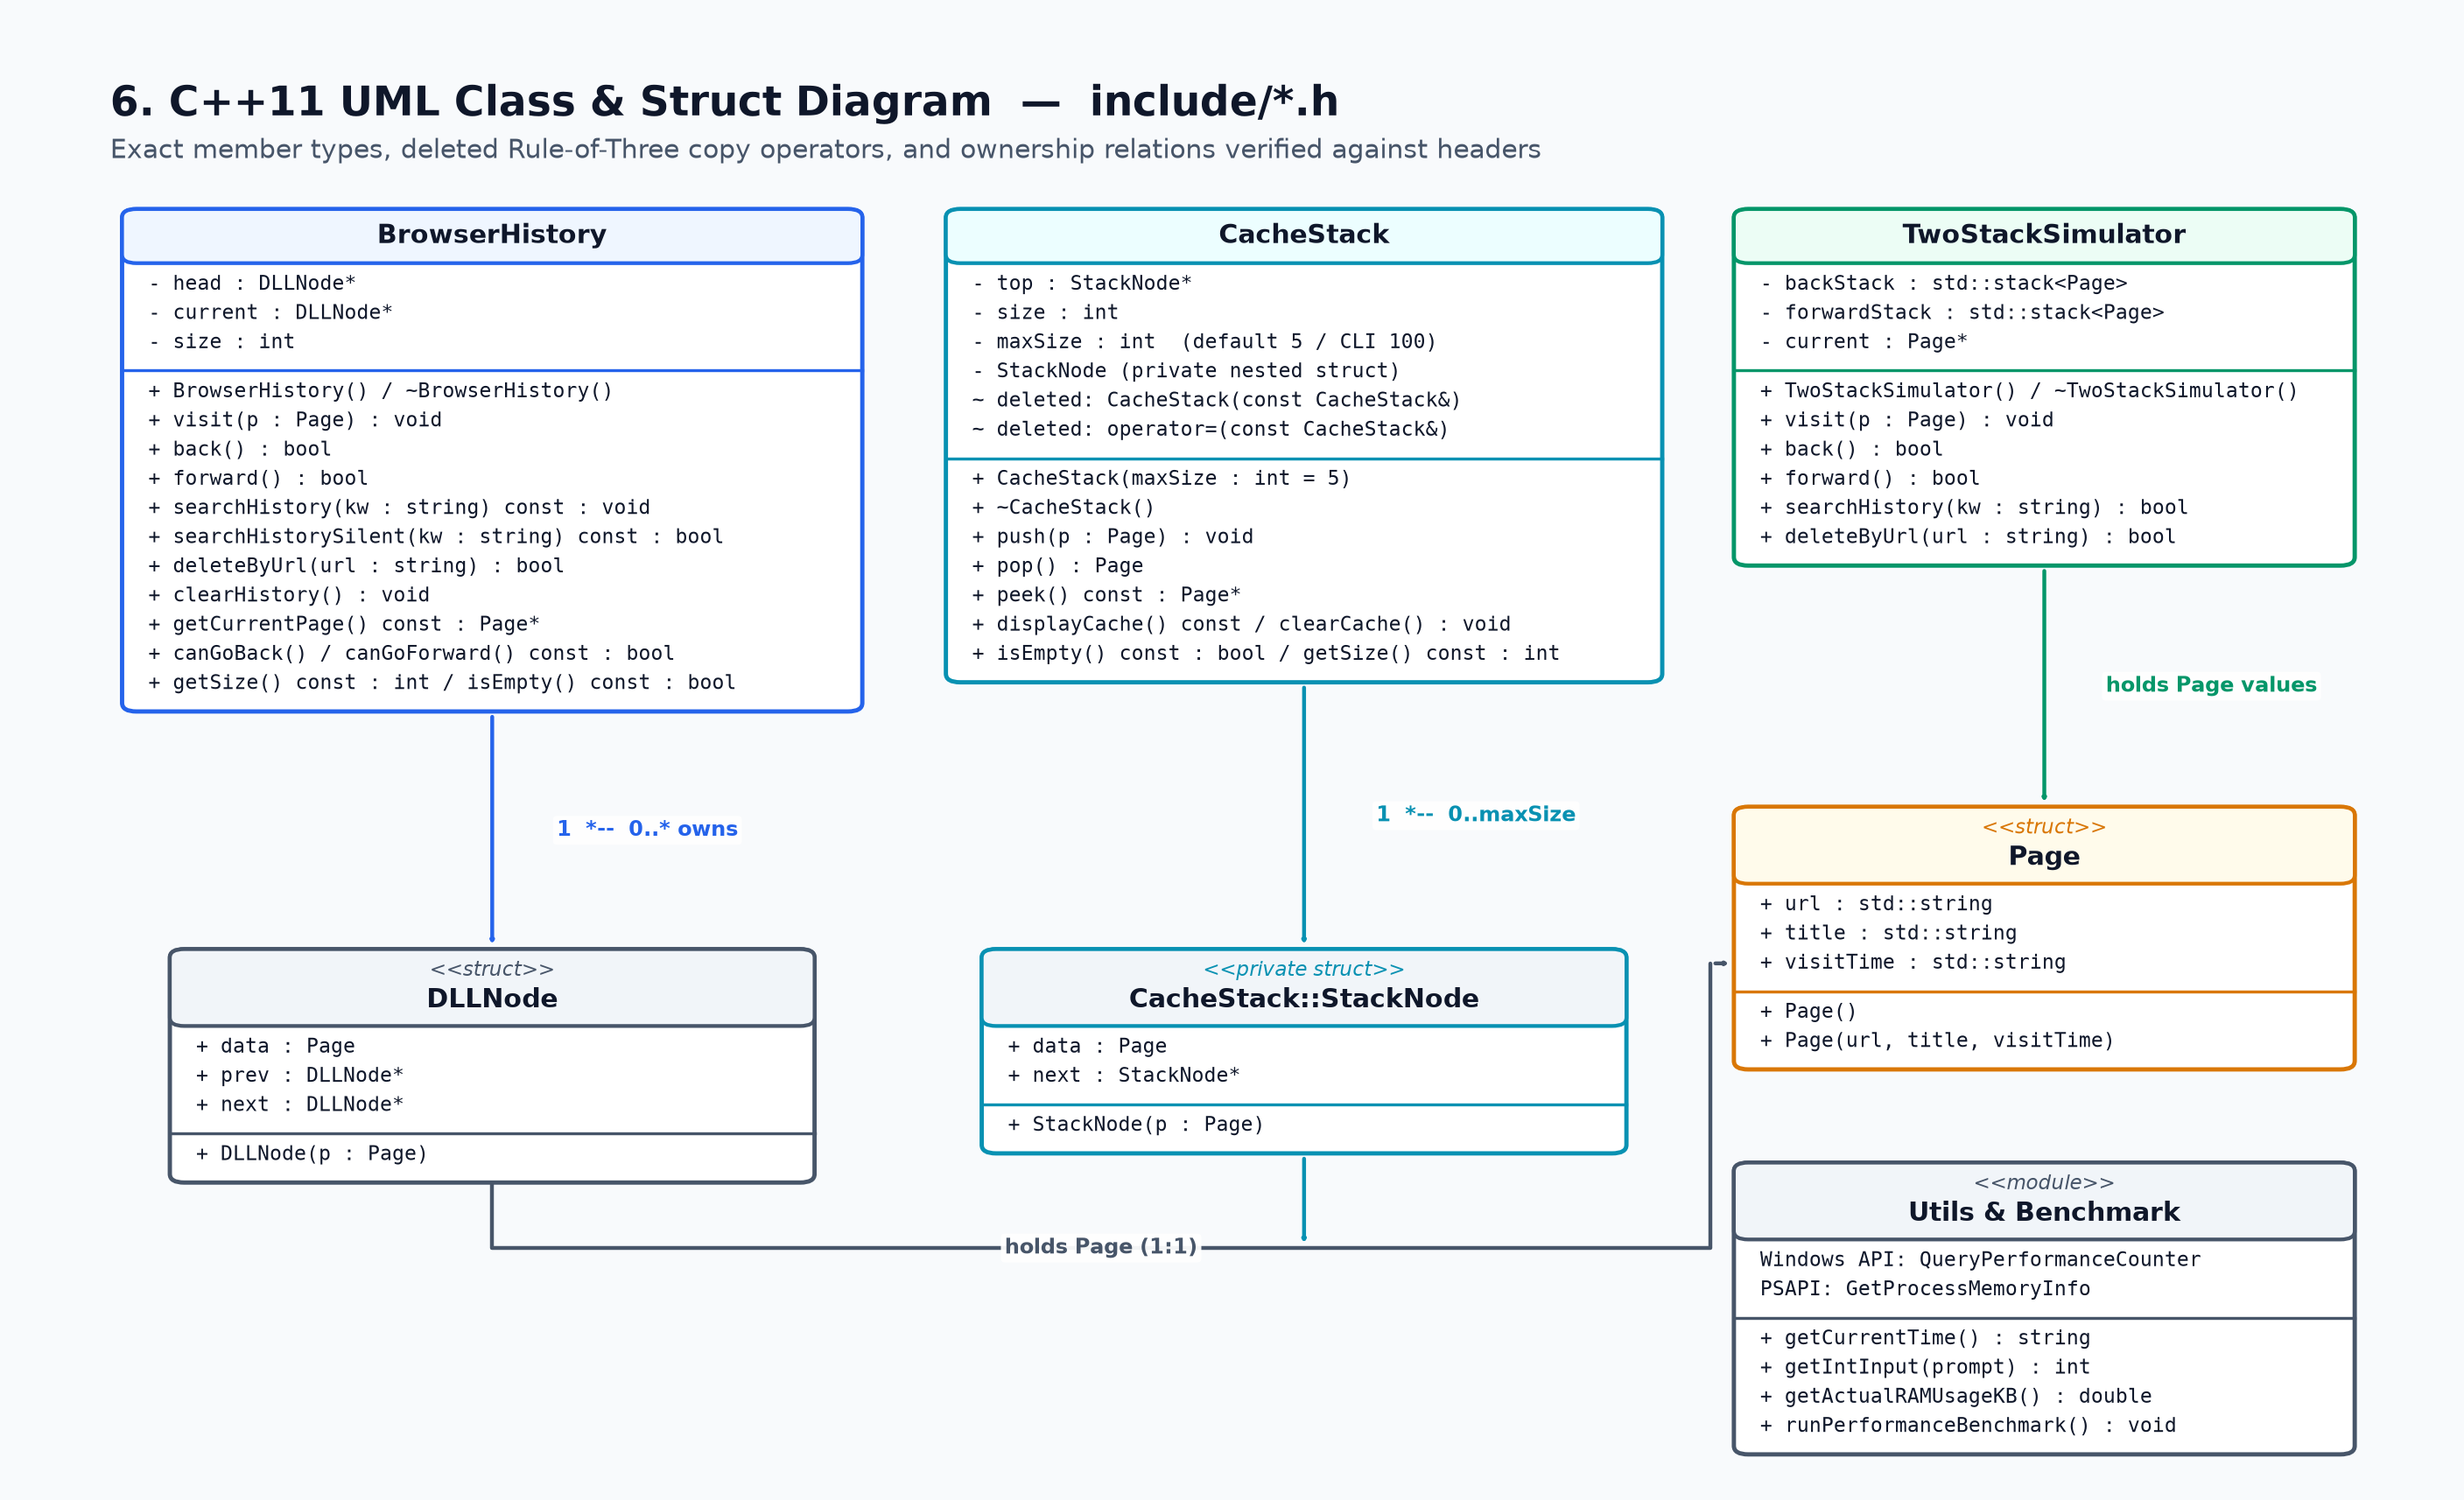 6. C++11 UML Class & Struct Diagram  —  include/*.h
Exact member types, deleted Rule-of-Three copy operators, and ownership relations verified against headers
BrowserHistory
- head : DLLNode*
- current : DLLNode*
- size : int
+ BrowserHistory() / ~BrowserHistory()
+ visit(p : Page) : void
+ back() : bool
+ forward() : bool
+ searchHistory(kw : string) const : void
+ searchHistorySilent(kw : string) const : bool
+ deleteByUrl(url : string) : bool
+ clearHistory() : void
+ getCurrentPage() const : Page*
+ canGoBack() / canGoForward() const : bool
+ getSize() const : int / isEmpty() const : bool
CacheStack
- top : StackNode*
- size : int
- maxSize : int  (default 5 / CLI 100)
- StackNode (private nested struct)
~ deleted: CacheStack(const CacheStack&)
~ deleted: operator=(const CacheStack&)
+ CacheStack(maxSize : int = 5)
+ ~CacheStack()
+ push(p : Page) : void
+ pop() : Page
+ peek() const : Page*
+ displayCache() const / clearCache() : void
+ isEmpty() const : bool / getSize() const : int
TwoStackSimulator
- backStack : std::stack<Page>
- forwardStack : std::stack<Page>
- current : Page*
+ TwoStackSimulator() / ~TwoStackSimulator()
+ visit(p : Page) : void
+ back() : bool
+ forward() : bool
+ searchHistory(kw : string) : bool
+ deleteByUrl(url : string) : bool
holds Page values
1  *--  0..* owns
1  *--  0..maxSize
<<struct>>
DLLNode
+ data : Page
+ prev : DLLNode*
+ next : DLLNode*
+ DLLNode(p : Page)
<<private struct>>
CacheStack::StackNode
+ data : Page
+ next : StackNode*
+ StackNode(p : Page)
<<struct>>
Page
+ url : std::string
+ title : std::string
+ visitTime : std::string
+ Page()
+ Page(url, title, visitTime)
holds Page (1:1)
<<module>>
Utils & Benchmark
Windows API: QueryPerformanceCounter
PSAPI: GetProcessMemoryInfo
+ getCurrentTime() : string
+ getIntInput(prompt) : int
+ getActualRAMUsageKB() : double
+ runPerformanceBenchmark() : void